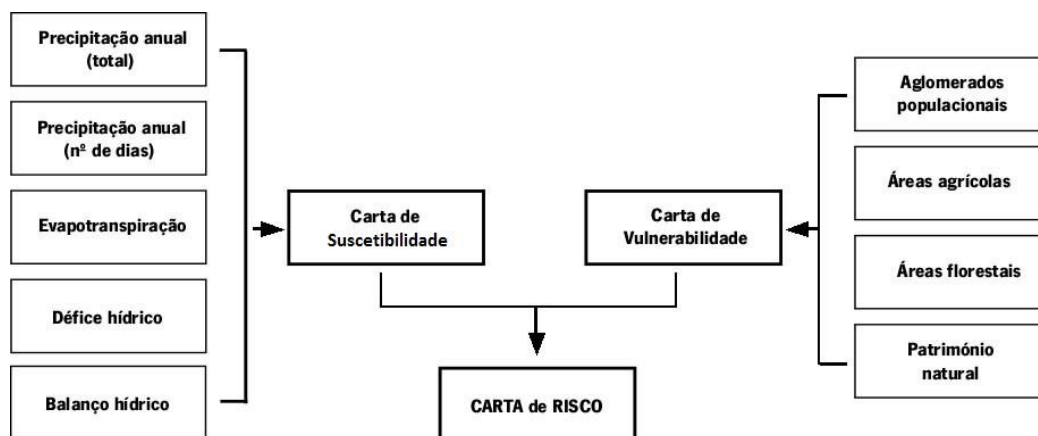 Precipitação anual
(total)
Precipitação anual
(nº de dias)
Evapotranspiração
Défice hídrico
Balanço hídrico
Carta de
Suscetibilidade
Carta de
Vulnerabilidade
CARTA de RISCO
Aglomerados
populacionais
Áreas agrícolas
Áreas florestais
Património
natural